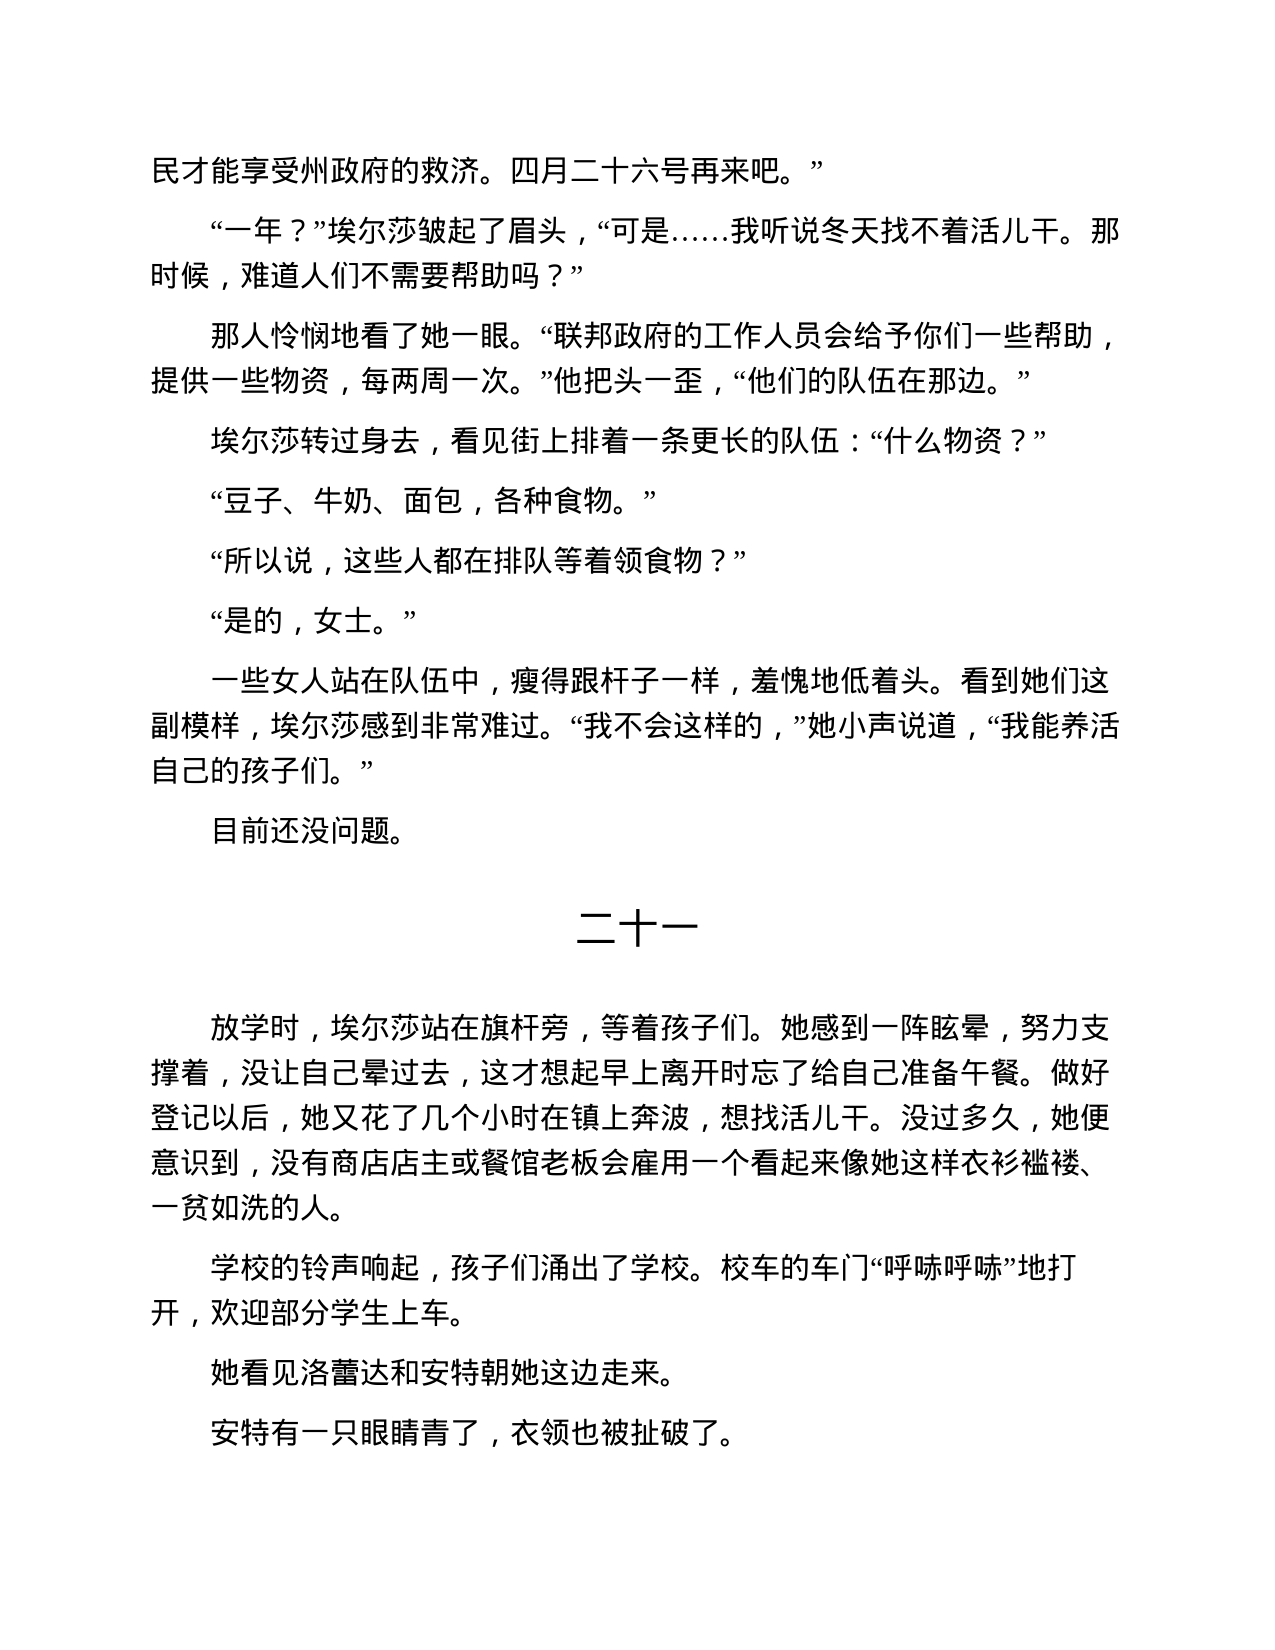 民才能享受州政府的救济。四月二十六号再来吧。”
“一年？”埃尔莎皱起了眉头，“可是……我听说冬天找不着活儿干。那
时候，难道人们不需要帮助吗？”
那人怜悯地看了她一眼。“联邦政府的工作人员会给予你们一些帮助，
提供一些物资，每两周一次。”他把头一歪，“他们的队伍在那边。”
埃尔莎转过身去，看见街上排着一条更长的队伍：“什么物资？”
“豆子、牛奶、面包，各种食物。”
“所以说，这些人都在排队等着领食物？”
“是的，女士。”
一些女人站在队伍中，瘦得跟杆子一样，羞愧地低着头。看到她们这
副模样，埃尔莎感到非常难过。“我不会这样的，”她小声说道，“我能养活
自己的孩子们。”
目前还没问题。
二十一
放学时，埃尔莎站在旗杆旁，等着孩子们。她感到一阵眩晕，努力支
撑着，没让自己晕过去，这才想起早上离开时忘了给自己准备午餐。做好
登记以后，她又花了几个小时在镇上奔波，想找活儿干。没过多久，她便
意识到，没有商店店主或餐馆老板会雇用一个看起来像她这样衣衫褴褛、
一贫如洗的人。
学校的铃声响起，孩子们涌出了学校。校车的车门“呼哧呼哧”地打
开，欢迎部分学生上车。
她看见洛蕾达和安特朝她这边走来。
安特有一只眼睛青了，衣领也被扯破了。